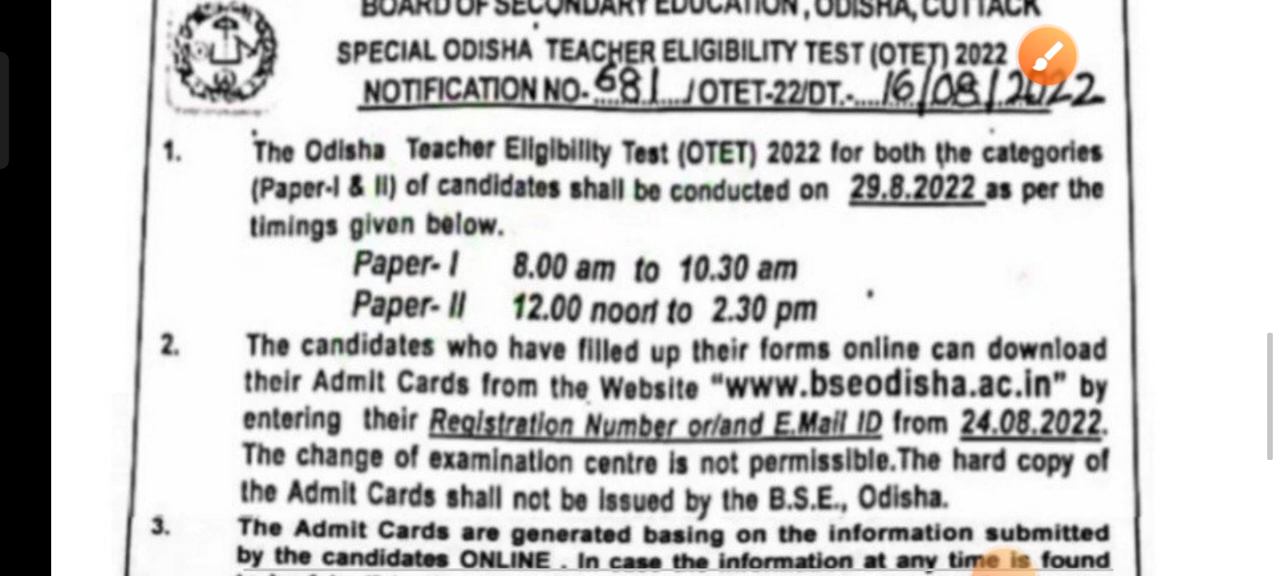 BOARD OF SECONDARY EDUCATION, ODISHA, CUTTACK
SPECIAL ODISHA TEACHER ELIGIBILITY TEST (OTET) 2022
NOTIFICATION NO-681/OTET-22/DT.-16/08/2022
1. The Odisha Teacher Eligibility Test (OTET) 2022 for both the categories
(Paper-I & II) of candidates shall be conducted on 29.8.2022 as per the
timings given below.
Paper- I 8.00 am to 10.30 am
Paper- II 12.00 noon to 2.30 pm
2. The candidates who have filled up their forms online can download
their Admit Cards from the Website "www.bseodisha.ac.in" by
entering their Registration Number or/and E.Mail ID from 24.08.2022.
The change of examination centre is not permissible.The hard copy of
the Admit Cards shall not be issued by the B.S.E., Odisha.
3. The Admit Cards are generated basing on the information submitted
by the candidates ONLINE . In case the information at any time is found